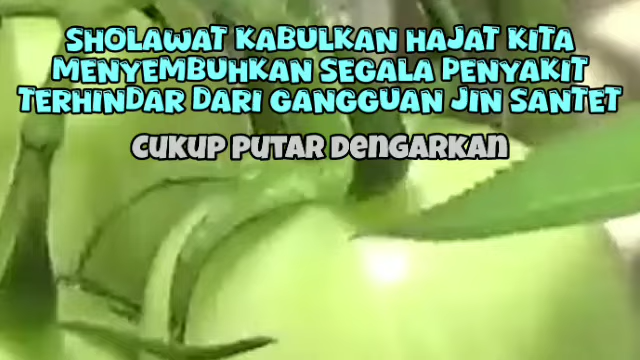 SHOLAWAT KABULKAN HAJAT KITA
MENYEMBUHKAN SEGALA PENYAKIT
TERHINDAR DARI GANGGUAN JIN SANTET
CUKUP PUTAR DENGARKAN